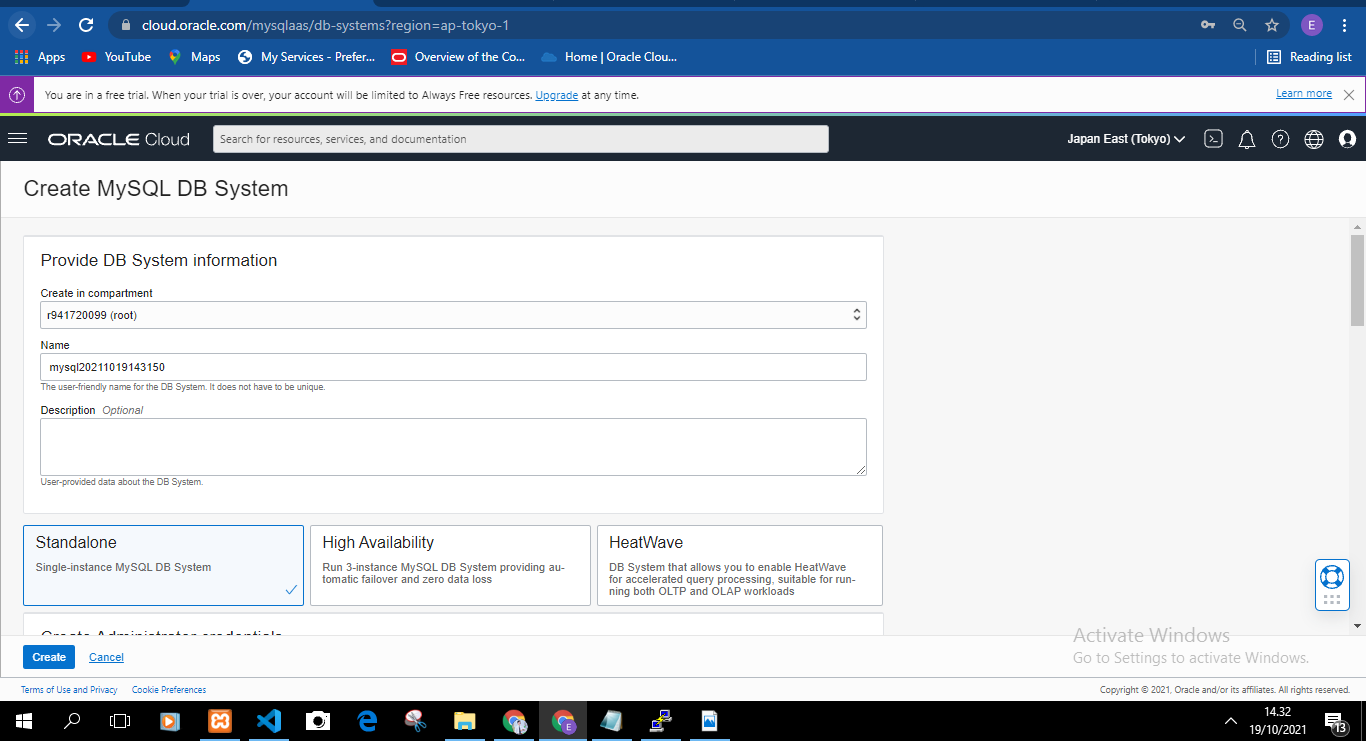 cloud.oracle.com/mysqlaas/db-systems?region=ap-tokyo-1
E
Apps
YouTube
Maps
My Services - Prefer...
Overview of the Co...
Home | Oracle Clou...
Reading list
You are in a free trial. When your trial is over, your account will be limited to Always Free resources. Upgrade at any time.
Learn more
ORACLE Cloud
Search for resources, services, and documentation
Japan East (Tokyo)
Create MySQL DB System
Provide DB System information
Create in compartment
r941720099 (root)
Name
mysql20211019143150
The user-friendly name for the DB System. It does not have to be unique.
Description Optional
User-provided data about the DB System.
Standalone
Single-instance MySQL DB System
High Availability
Run 3-instance MySQL DB System providing au-
tomatic failover and zero data loss
HeatWave
DB System that allows you to enable HeatWave
for accelerated query processing, suitable for run-
ning both OLTP and OLAP workloads
Create Administrator credentials
Activate Windows
Go to Settings to activate Windows.
Create
Cancel
Terms of Use and Privacy
Cookie Preferences
Copyright © 2021, Oracle and/or its affiliates. All rights reserved.
E
14.32
19/10/2021
13